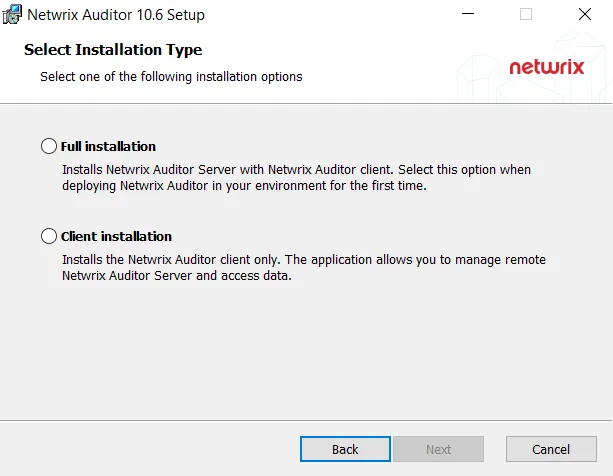 Netwrix Auditor 10.6 Setup
Select Installation Type
Select one of the following installation options
netwrix
Full installation
Installs Netwrix Auditor Server with Netwrix Auditor client. Select this option when
deploying Netwrix Auditor in your environment for the first time.
Client installation
Installs the Netwrix Auditor client only. The application allows you to manage remote
Netwrix Auditor Server and access data.
Back
Next
Cancel